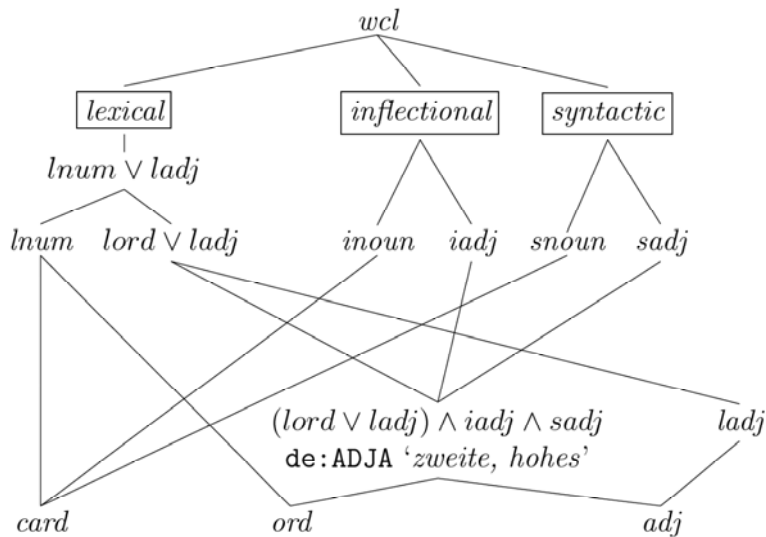 wcl
lexical inflectional syntactic
lnum ∨ ladj
lnum lord ∨ ladj inoun iadj snoun sadj
(lord ∨ ladj) ∧ iadj ∧ sadj ladj
de:ADJA ‘zweite, hohes’
card ord adj